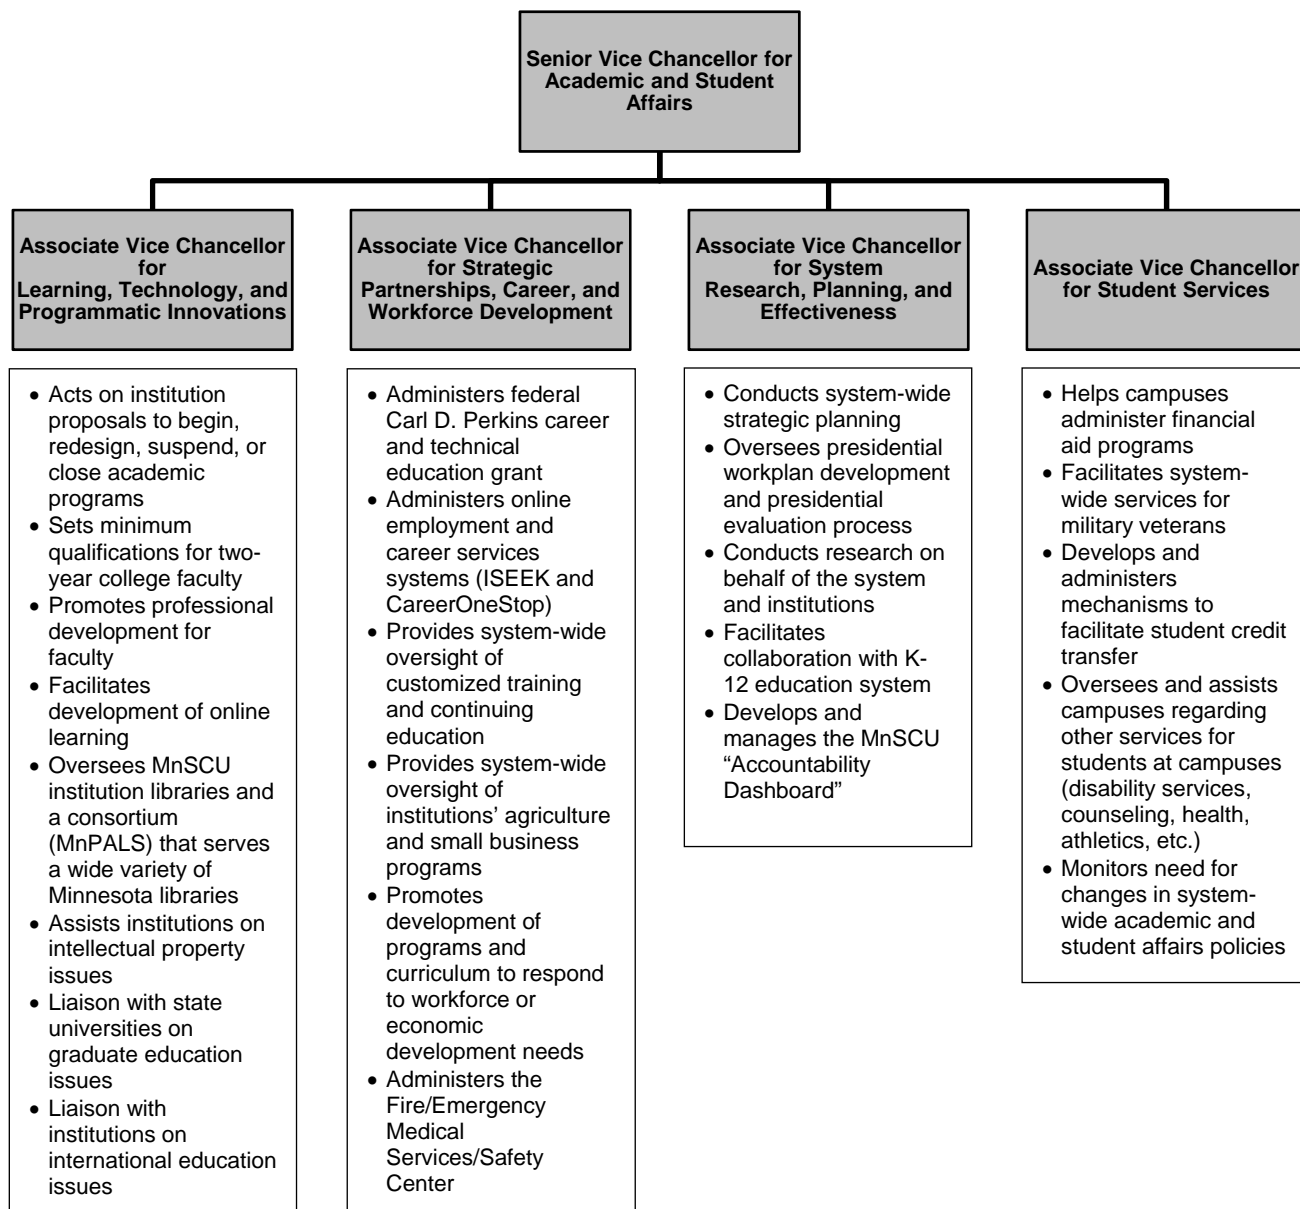 Senior Vice Chancellor for
Academic and Student
Affairs
Associate Vice Chancellor
for
Learning, Technology, and
Programmatic Innovations
Associate Vice Chancellor
for Strategic
Partnerships, Career, and
Workforce Development
Associate Vice Chancellor
for System
Research, Planning, and
Effectiveness
Associate Vice Chancellor
for Student Services
• Acts on institution
proposals to begin,
redesign, suspend, or
close academic
programs
• Sets minimum
qualifications for two-
year college faculty
• Promotes professional
development for
faculty
• Facilitates
development of online
learning
• Oversees MnSCU
institution libraries and
a consortium
(MnPALS) that serves
a wide variety of
Minnesota libraries
• Assists institutions on
intellectual property
issues
• Liaison with state
universities on
graduate education
issues
• Liaison with
institutions on
international education
issues
• Administers federal
Carl D. Perkins career
and technical
education grant
• Administers online
employment and
career services
systems (ISEEK and
CareerOneStop)
• Provides system-wide
oversight of
customized training
and continuing
education
• Provides system-wide
oversight of
institutions’ agriculture
and small business
programs
• Promotes
development of
programs and
curriculum to respond
to workforce or
economic
development needs
• Administers the
Fire/Emergency
Medical
Services/Safety
Center
• Conducts system-wide
strategic planning
• Oversees presidential
workplan development
and presidential
evaluation process
• Conducts research on
behalf of the system
and institutions
• Facilitates
collaboration with K-
12 education system
• Develops and
manages the MnSCU
“Accountability
Dashboard”
• Helps campuses
administer financial
aid programs
• Facilitates system-
wide services for
military veterans
• Develops and
administers
mechanisms to
facilitate student credit
transfer
• Oversees and assists
campuses regarding
other services for
students at campuses
(disability services,
counseling, health,
athletics, etc.)
• Monitors need for
changes in system-
wide academic and
student affairs policies